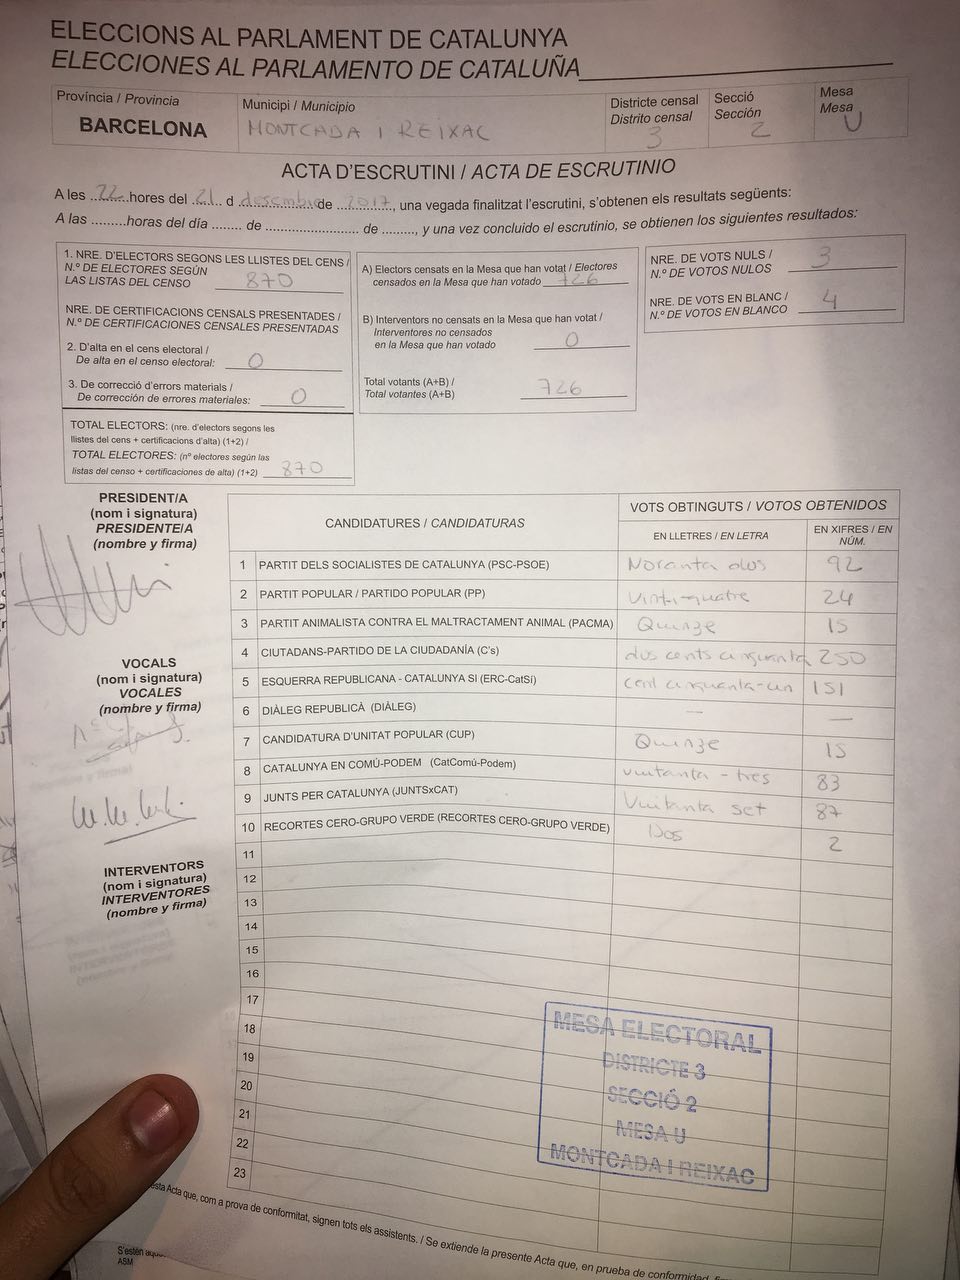 ELECCIONS AL PARLAMENT DE CATALUNYA
ELECCIONES AL PARLAMENTO DE CATALUÑA
Província / Provincia
BARCELONA
Municipi / Municipio
MONTCADA I REIXAC
Districte censal
Distrito censal
3
Secció
Sección
2
Mesa
Mesa
U
ACTA D'ESCRUTINI / ACTA DE ESCRUTINIO
A les 22 hores del 21 d desembre de 2017, una vegada finalitzat l'escrutini, s'obtenen els resultats següents:
A las ......... horas del día ........ de .......................... de ........, y una vez concluido el escrutinio, se obtienen los siguientes resultados:
1. NRE. D'ELECTORS SEGONS LES LLISTES DEL CENS /
N.º DE ELECTORES SEGÚN
LAS LISTAS DEL CENSO 870
NRE. DE CERTIFICACIONS CENSALS PRESENTADES /
N.º DE CERTIFICACIONES CENSALES PRESENTADAS
2. D'alta en el cens electoral /
De alta en el censo electoral: 0
3. De correcció d'errors materials /
De corrección de errores materiales: 0
TOTAL ELECTORS: (nre. d'electors segons les
llistes del cens + certificacions d'alta) (1+2) /
TOTAL ELECTORES: (nº electores según las
listas del censo + certificaciones de alta) (1+2) 870
A) Electors censats en la Mesa que han votat / Electores
censados en la Mesa que han votado 726
B) Interventors no censats en la Mesa que han votat /
Interventores no censados
en la Mesa que han votado 0
Total votants (A+B) /
Total votantes (A+B) 726
NRE. DE VOTS NULS /
N.º DE VOTOS NULOS 3
NRE. DE VOTS EN BLANC /
N.º DE VOTOS EN BLANCO 4
PRESIDENT/A
(nom i signatura)
PRESIDENTE/A
(nombre y firma)
VOCALS
(nom i signatura)
VOCALES
(nombre y firma)
INTERVENTORS
(nom i signatura)
INTERVENTORES
(nombre y firma)
CANDIDATURES / CANDIDATURAS
VOTS OBTINGUTS / VOTOS OBTENIDOS
EN LLETRES / EN LETRA
EN XIFRES / EN
NÚM.
1 PARTIT DELS SOCIALISTES DE CATALUNYA (PSC-PSOE) Noranta dos 92
2 PARTIT POPULAR / PARTIDO POPULAR (PP) Vint-i-quatre 24
3 PARTIT ANIMALISTA CONTRA EL MALTRACTAMENT ANIMAL (PACMA) Quinze 15
4 CIUTADANS-PARTIDO DE LA CIUDADANÍA (C's) dos cents cinquanta 250
5 ESQUERRA REPUBLICANA - CATALUNYA SI (ERC-CatSí) cent cinquanta-un 151
6 DIÀLEG REPUBLICÀ (DIÀLEG) — —
7 CANDIDATURA D'UNITAT POPULAR (CUP) Quinze 15
8 CATALUNYA EN COMÚ-PODEM (CatComú-Podem) vuitanta - tres 83
9 JUNTS PER CATALUNYA (JUNTSxCAT) Vuitanta set 87
10 RECORTES CERO-GRUPO VERDE (RECORTES CERO-GRUPO VERDE) Dos 2
11
12
13
14
15
16
17
18
19
20
21
22
23
MESA ELECTORAL
DISTRICTE 3
SECCIÓ 2
MESA U
MONTCADA I REIXAC
Acta que, com a prova de conformitat, signen tots els assistents. / Se extiende la presente Acta que, en prueba de conformidad,
S'estén
ASM